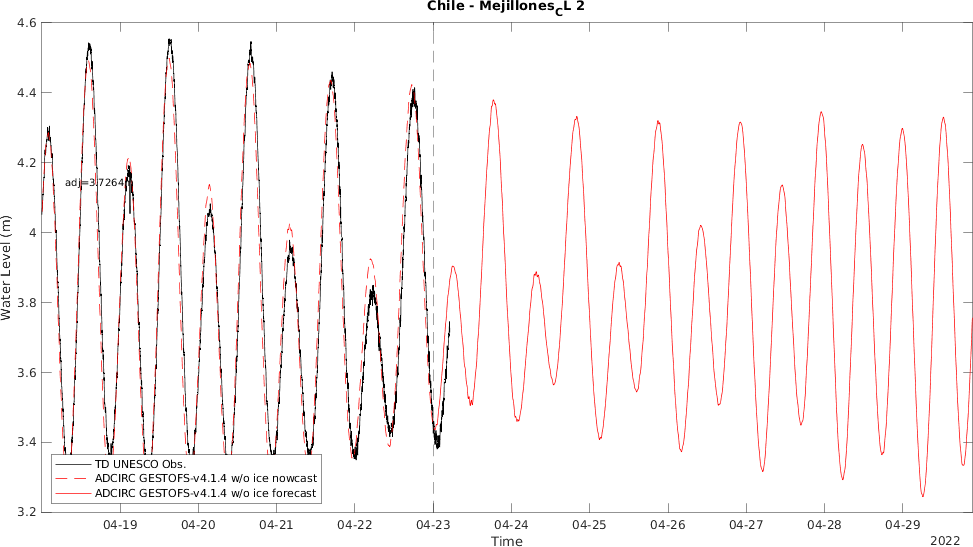 Chile - Mejillones_CL 2
4.6
4.4
4.2
4
3.8
3.6
3.4
3.2
Water Level (m)
adj=3.7264
TD UNESCO Obs.
ADCIRC GESTOFS-v4.1.4 w/o ice nowcast
ADCIRC GESTOFS-v4.1.4 w/o ice forecast
04-19 04-20 04-21 04-22 04-23 04-24 04-25 04-26 04-27 04-28 04-29
Time
2022